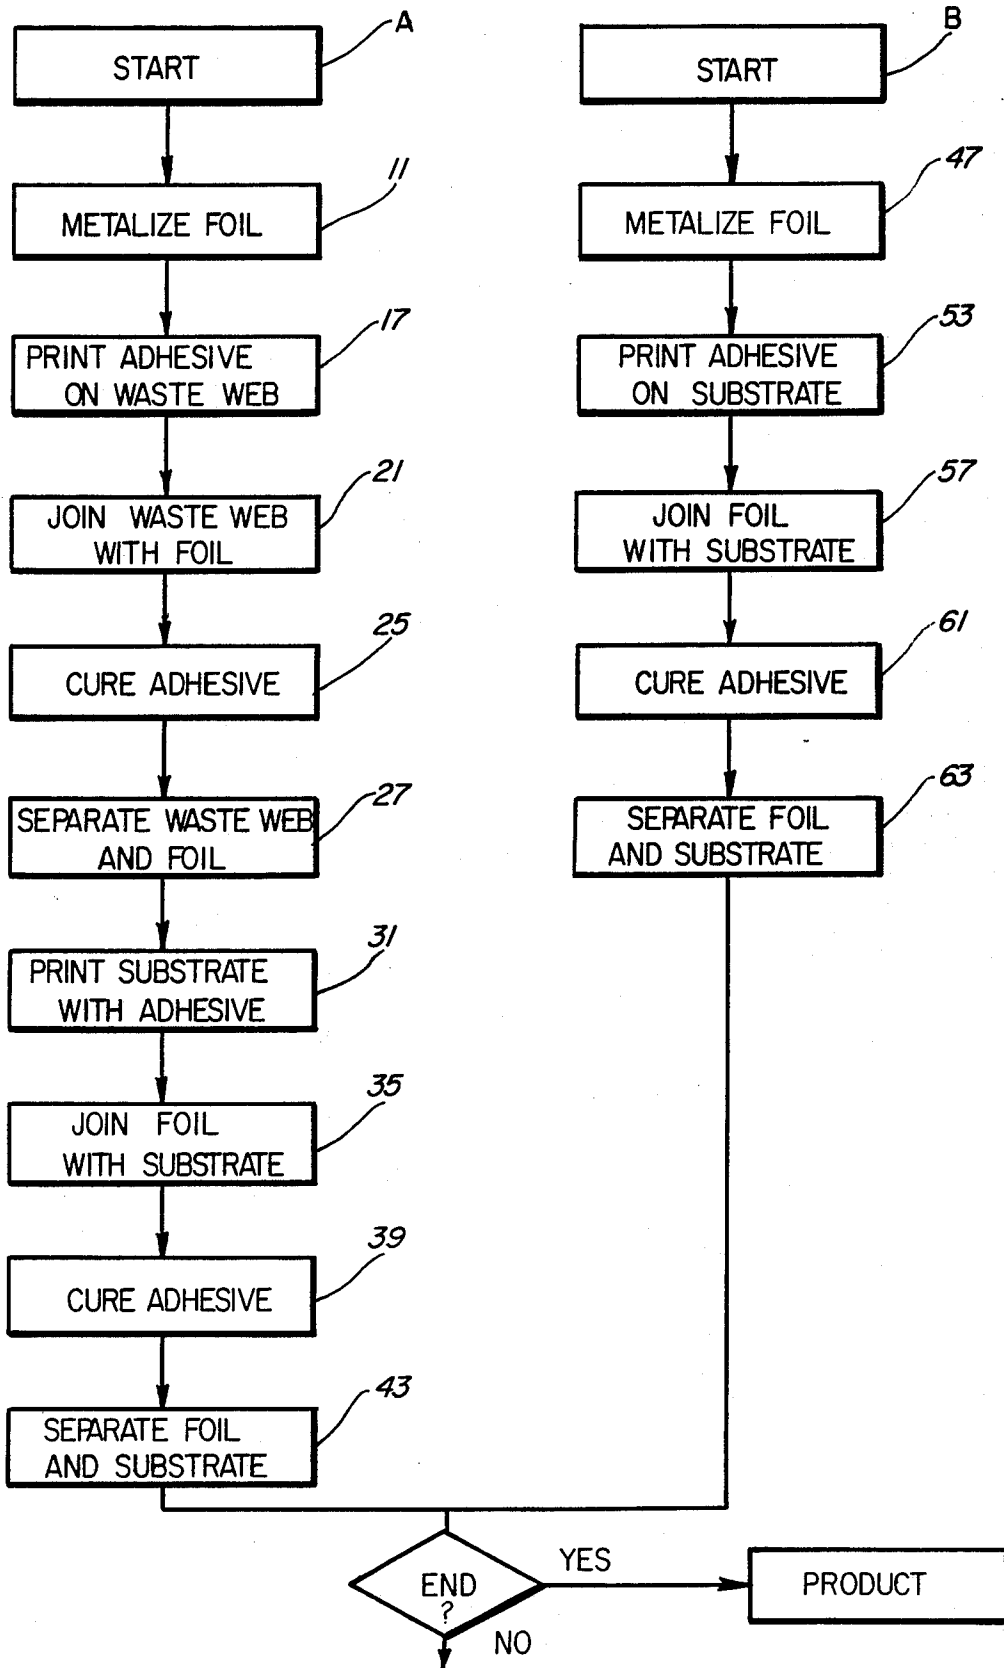 A
START
11
METALIZE FOIL
17
PRINT ADHESIVE
ON WASTE WEB
21
JOIN WASTE WEB
WITH FOIL
25
CURE ADHESIVE
27
SEPARATE WASTE WEB
AND FOIL
31
PRINT SUBSTRATE
WITH ADHESIVE
35
JOIN FOIL
WITH SUBSTRATE
39
CURE ADHESIVE
43
SEPARATE FOIL
AND SUBSTRATE
B
START
47
METALIZE FOIL
53
PRINT ADHESIVE
ON SUBSTRATE
57
JOIN FOIL
WITH SUBSTRATE
61
CURE ADHESIVE
63
SEPARATE FOIL
AND SUBSTRATE
END
?
YES
PRODUCT
NO